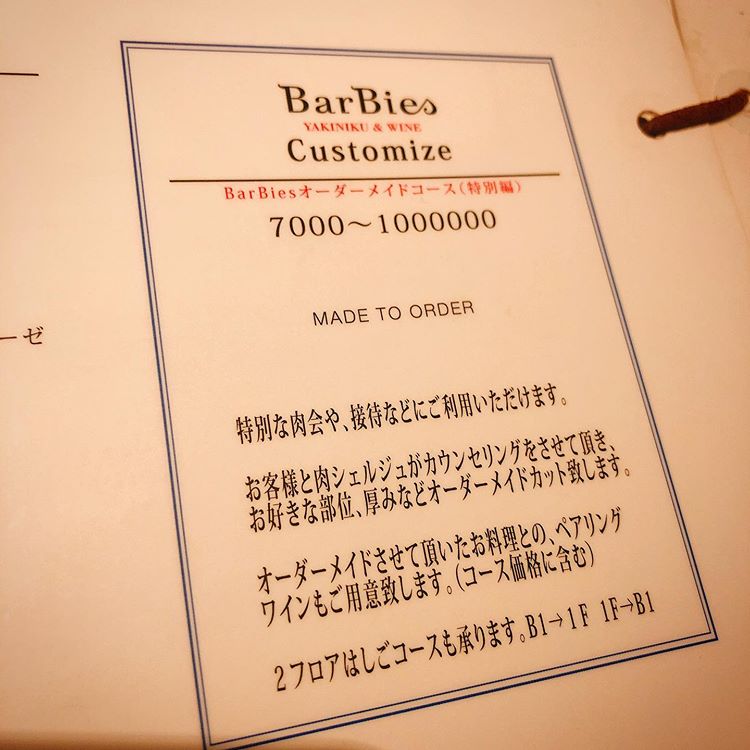 BarBies
YAKINIKU & WINE
Customize
BarBiesオーダーメイドコース(特別編)
7000〜1000000
MADE TO ORDER
ーゼ
特別な肉会や、接待などにご利用いただけます。
お客様と肉シェルジュがカウンセリングをさせて頂き、
お好きな部位、厚みなどオーダーメイドカット致します。
オーダーメイドさせて頂いたお料理との、ペアリング
ワインもご用意致します。(コース価格に含む)
2フロアはしごコースも承ります。B1→1F 1F→B1